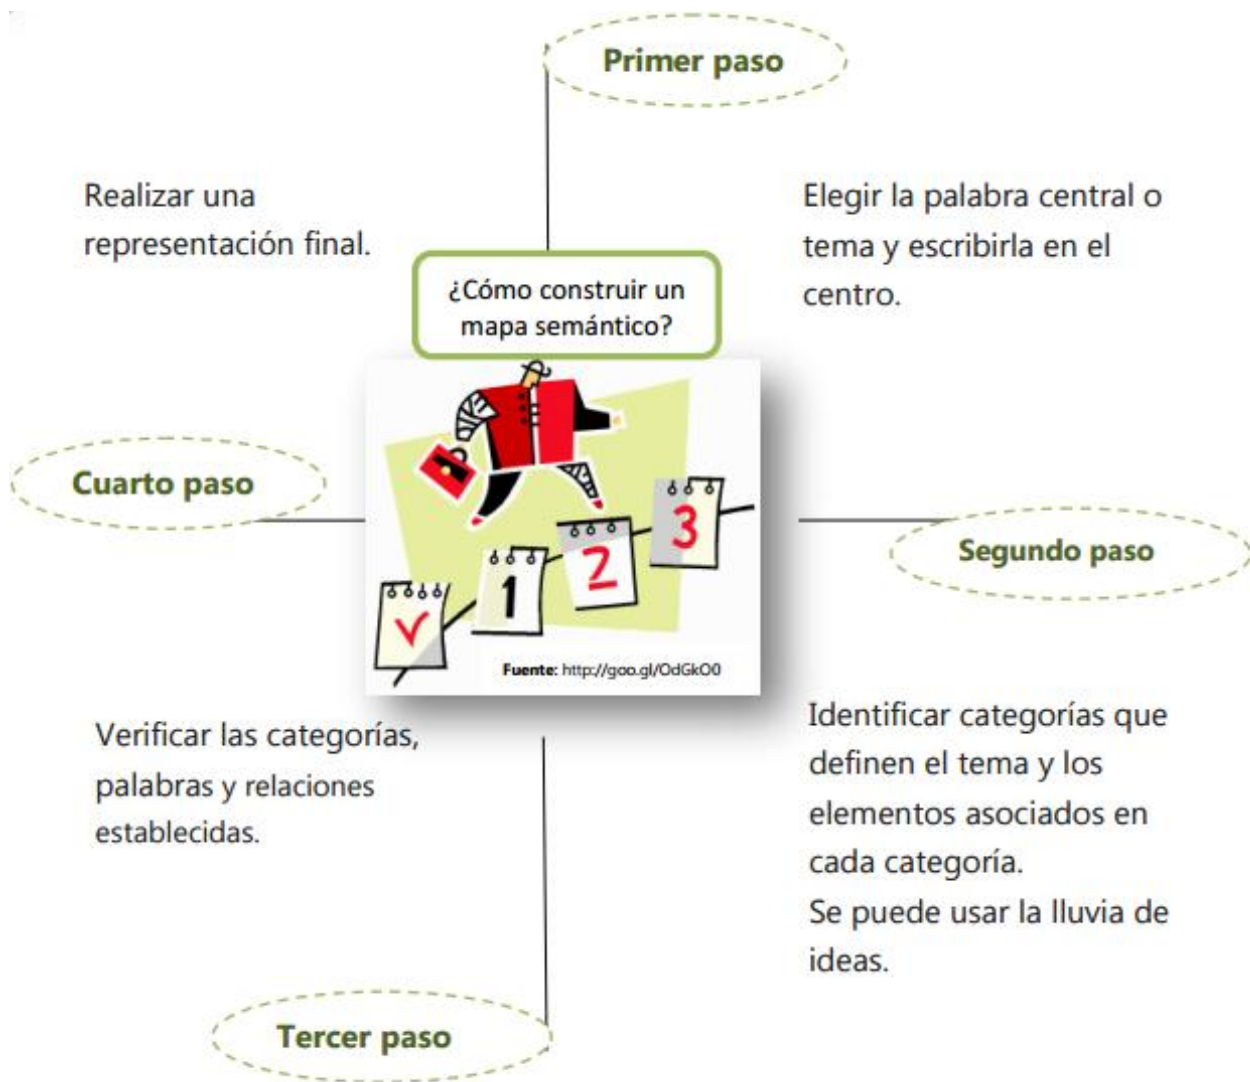 Primer paso
Elegir la palabra central o
tema y escribirla en el
centro.
Realizar una
representación final.
¿Cómo construir un
mapa semántico?
Cuarto paso
Segundo paso
1
2
3
Fuente: http://goo.gl/OdGkO0
Identificar categorías que
definen el tema y los
elementos asociados en
cada categoría.
Se puede usar la lluvia de
ideas.
Verificar las categorías,
palabras y relaciones
establecidas.
Tercer paso